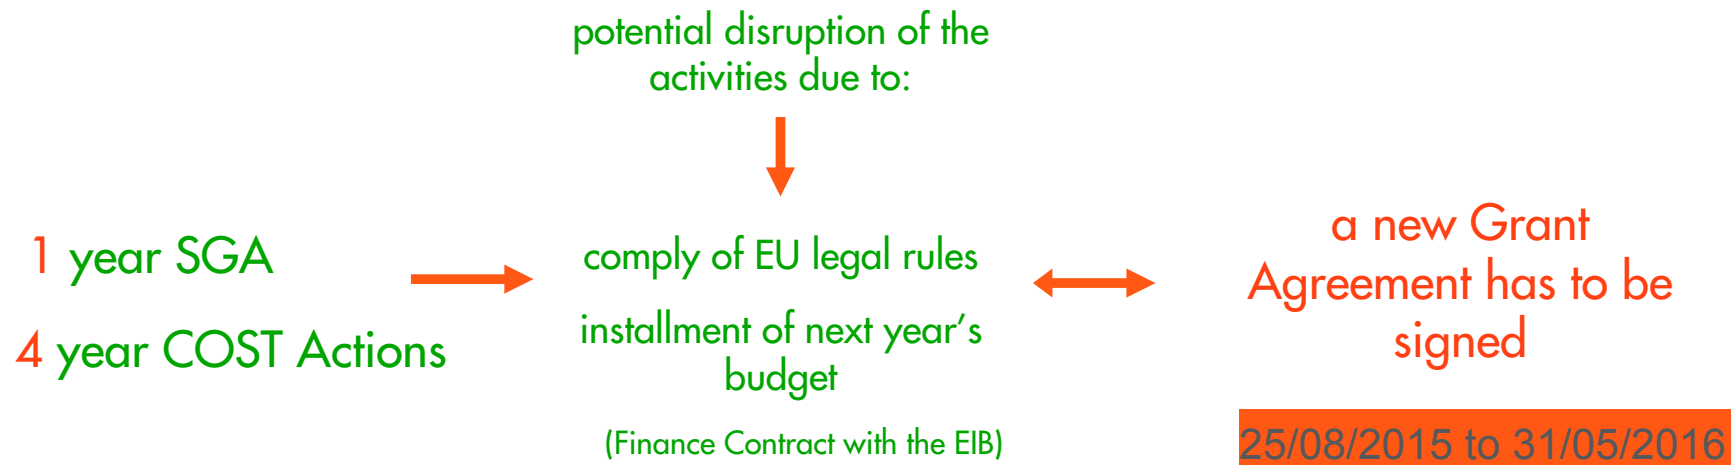 potential disruption of the
activities due to:
1 year SGA
4 year COST Actions
comply of EU legal rules
installment of next year's
budget
(Finance Contract with the EIB)
a new Grant
Agreement has to be
signed
25/08/2015 to 31/05/2016